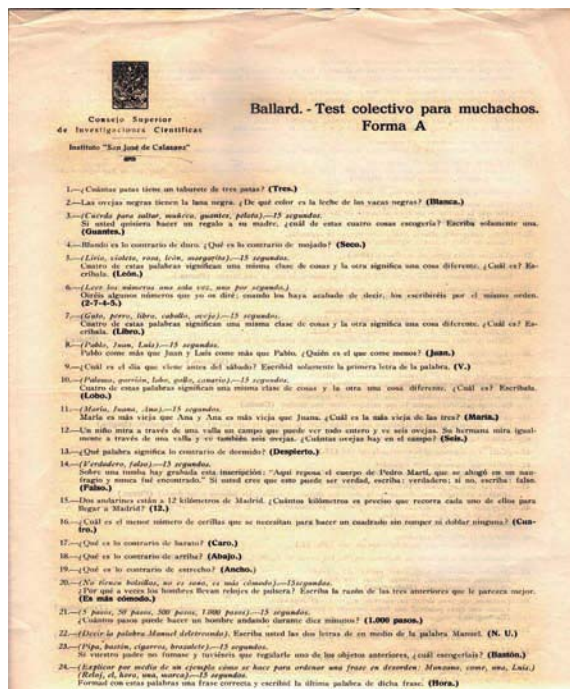 Consejo Superior
de Investigaciones Científicas
Instituto "San José de Calasanz"
Ballard. - Test colectivo para muchachos.
Forma A
1.—¿Cuántas patas tiene un taburete de tres patas? (Tres.)
2.—Las ovejas negras tienen la lana negra. ¿De qué color es la leche de las vacas negras? (Blanca.)
3.—(Cuerda para saltar, muñeca, guantes, pelota).—15 segundos.
Si usted quisiera hacer un regalo a su madre, ¿cuál de estas cuatro cosas escogería? Escriba solamente una.
(Guantes.)
4.—Blando es lo contrario de duro. ¿Qué es lo contrario de mojado? (Seco.)
5.—(Lirio, violeta, rosa, león, margarita).—15 segundos.
Cuatro de estas palabras significan una misma clase de cosas y la otra significa una cosa diferente. ¿Cuál es? Es-
críbala. (León.)
6.—(Leer los números una sola vez, uno por segundo.)
Oiréis algunos números que yo os diré; cuando los haya acabado de decir, los escribiréis por el mismo orden.
(2-7-4-5.)
7.—(Gato, perro, libro, caballo, oveja).—15 segundos.
Cuatro de estas palabras significan una misma clase de cosas y la otra significa una cosa diferente. ¿Cuál es? Es-
críbala. (Libro.)
8.—(Pablo, Juan, Luis).—15 segundos.
Pablo come más que Juan y Luis come más que Pablo. ¿Quién es el que come menos? (Juan.)
9.—¿Cuál es el día que viene antes del sábado? Escribid solamente la primera letra de la palabra. (V.)
10.—(Paloma, gorrión, lobo, gallo, canario).—15 segundos.
Cuatro de estas palabras significan una misma clase de cosas y la otra una cosa diferente. ¿Cuál es? Escríbala.
(Lobo.)
11.—(María, Juana, Ana).—15 segundos.
María es más vieja que Ana y Ana es más vieja que Juana. ¿Cuál es la más vieja de las tres? (María.)
12.—Un niño mira a través de una valla un campo que puede ver todo entero y ve seis ovejas. Su hermana mira igual-
mente a través de una valla y ve también seis ovejas. ¿Cuántas ovejas hay en el campo? (Seis.)
13.—¿Qué palabra significa lo contrario de dormido? (Despierto.)
14.—(Verdadero, falso).—15 segundos.
Sobre una tumba hay grabada esta inscripción: "Aquí reposa el cuerpo de Pedro Martí, que se ahogó en un nau-
fragio y nunca fué encontrado." Si usted cree que esto puede ser verdad, escriba: verdadero; si no, escriba: falso.
(Falso.)
15.—Dos andarines están a 12 kilómetros de Madrid. ¿Cuántos kilómetros es preciso que recorra cada uno de ellos para
llegar a Madrid? (12.)
16.—¿Cuál es el menor número de cerillas que se necesitan para hacer un cuadrado sin romper ni doblar ninguna? (Cua-
tro.)
17.—¿Qué es lo contrario de barato? (Caro.)
18.—¿Qué es lo contrario de arriba? (Abajo.)
19.—¿Qué es lo contrario de estrecho? (Ancho.)
20.—(No tienen bolsillos, no es sano, es más cómodo).—15segundos.
¿Por qué a veces los hombres llevan relojes de pulsera? Escriba la razón de las tres anteriores que le parezca mejor.
(Es más cómodo.)
21.—(5 pasos, 50 pasos, 500 pasos, 1.000 pasos).—15 segundos.
¿Cuántos pasos puede hacer un hombre andando durante diez minutos? (1.000 pasos.)
22.—(Decir la palabra Manuel deletreando). Escriba usted las dos letras de en medio de la palabra Manuel. (N. U.)
23.—(Pipa, bastón, cigarros, brazalete).—15 segundos.
Si vuestro padre no fumase y tuvieseis que regalarle uno de los objetos anteriores, ¿cuál escogeríais? (Bastón.)
24.—(Explicar por medio de un ejemplo cómo se hace para ordenar una frase en desorden: Manzana, come, una, Luis.)
(Reloj, el, hora, una, marca).—15 segundos.
Formad con estas palabras una frase correcta y escribid la última palabra de dicha frase. (Hora.)